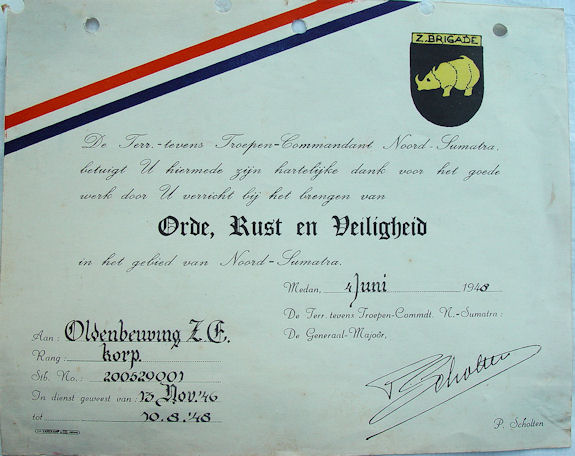 Z. BRIGADE
De Terr.-tevens Troepen-Commandant Noord-Sumatra,
betuigt U hiermede zijn hartelijke dank voor het goede
werk door U verricht bij het brengen van
Orde, Rust en Veiligheid
in het gebied van Noord-Sumatra.
Medan, 4 Juni 1948
De Terr. tevens Troepen-Commdt. N.-Sumatra:
De Generaal-Majoor,
Aan: Oldenbeuving Z.E.
Rang: korp.
Stb. No.: 200529001
In dienst geweest van: 13 Nov. '46
tot 10.8.'48
P Scholten
P. Scholten